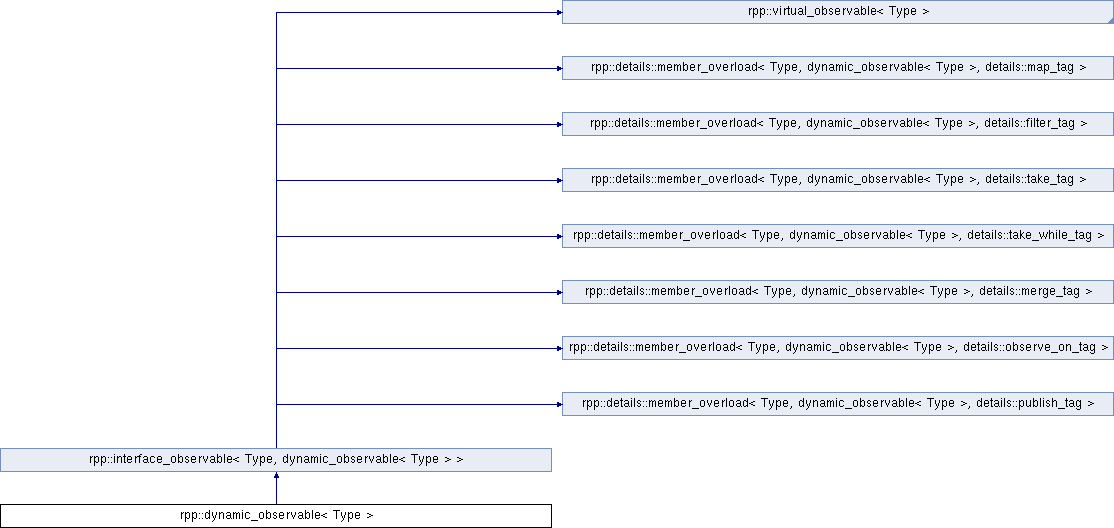 rpp::virtual_observable< Type >
rpp::details::member_overload< Type, dynamic_observable< Type >, details::map_tag >
rpp::details::member_overload< Type, dynamic_observable< Type >, details::filter_tag >
rpp::details::member_overload< Type, dynamic_observable< Type >, details::take_tag >
rpp::details::member_overload< Type, dynamic_observable< Type >, details::take_while_tag >
rpp::details::member_overload< Type, dynamic_observable< Type >, details::merge_tag >
rpp::details::member_overload< Type, dynamic_observable< Type >, details::observe_on_tag >
rpp::details::member_overload< Type, dynamic_observable< Type >, details::publish_tag >
rpp::interface_observable< Type, dynamic_observable< Type > >
rpp::dynamic_observable< Type >